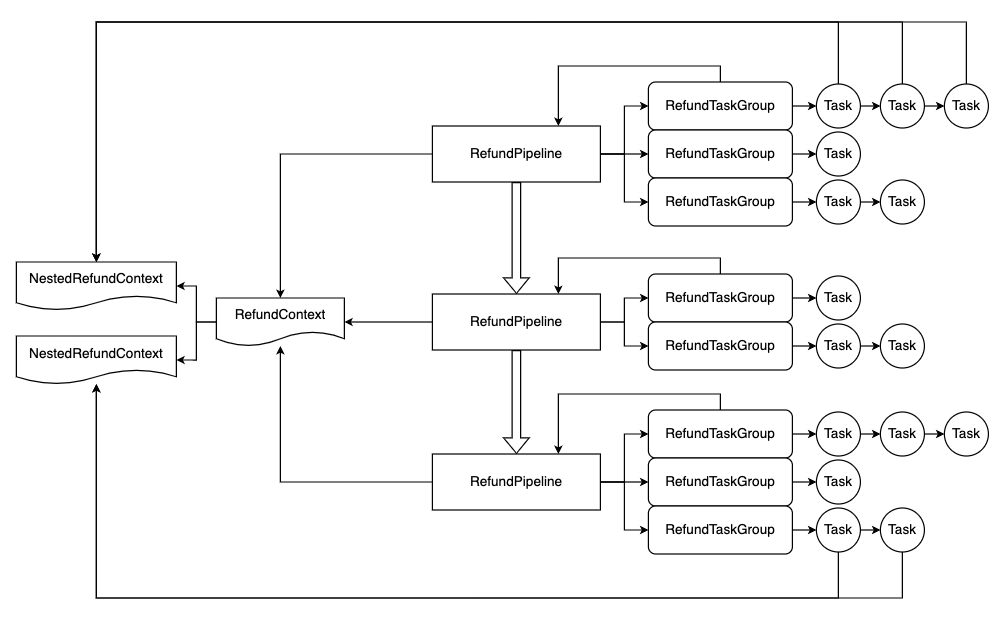 RefundTaskGroup
Task
Task
Task
RefundPipeline
RefundTaskGroup
Task
RefundTaskGroup
Task
Task
NestedRefundContext
RefundContext
RefundPipeline
RefundTaskGroup
Task
RefundTaskGroup
Task
Task
NestedRefundContext
RefundTaskGroup
Task
Task
Task
RefundPipeline
RefundTaskGroup
Task
RefundTaskGroup
Task
Task